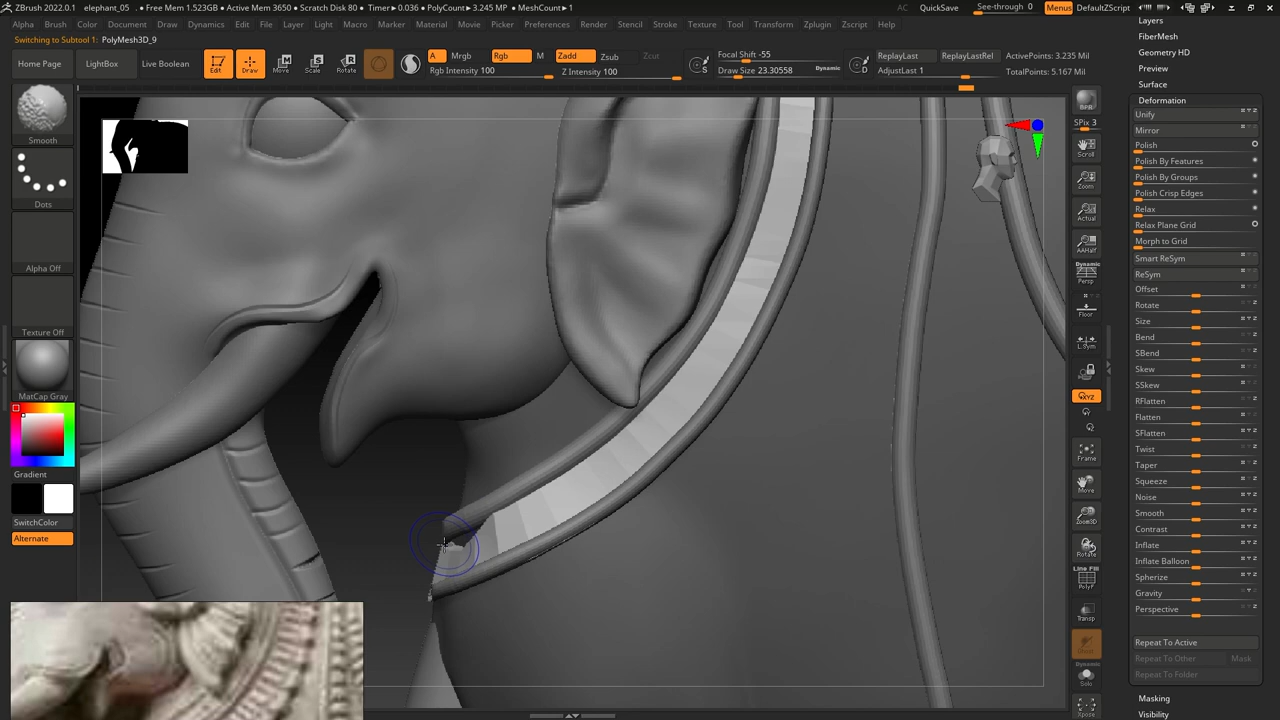 ZBrush 2022.0.1 elephant_05 . • Free Mem 1.523GB • Active Mem 3650 • Scratch Disk 80 • Timer▸0.036 • PolyCount▸3.245 MP • MeshCount▸1 AC QuickSave See-through 0 Menus DefaultZScript
Alpha Brush Color Document Draw Dynamics Edit File Layer Light Macro Marker Material Movie Picker Preferences Render Stencil Stroke Texture Tool Transform Zplugin Zscript Help
Switching to Subtool 1: PolyMesh3D_9
Home Page LightBox Live Boolean Edit Draw Move Scale Rotate
A Mrgb Rgb M Zadd Zsub Zcut
Rgb Intensity 100 Z Intensity 100
Focal Shift -55
Draw Size 23.30558 Dynamic
S D
ReplayLast ReplayLastRel ActivePoints: 3.235 Mil
AdjustLast 1 TotalPoints: 5.167 Mil
Smooth
Dots
Alpha Off
Texture Off
MatCap Gray
Gradient
SwitchColor
Alternate
BPR
SPix 3
Scroll
Zoom
Actual
AAHalf
Dynamic
Persp
Floor
L.Sym
XYZ
Frame
Move
Zoom3D
Rotate
Line Fill
PolyF
Transp
Ghost
Dynamic
Solo
Xpose
Layers
FiberMesh
Geometry HD
Preview
Surface
Deformation
Unify
Mirror
Polish
Polish By Features
Polish By Groups
Polish Crisp Edges
Relax
Relax Plane Grid
Morph to Grid
Smart ReSym
ReSym
Offset
Rotate
Size
Bend
SBend
Skew
SSkew
RFlatten
Flatten
SFlatten
Twist
Taper
Squeeze
Noise
Smooth
Contrast
Inflate
Inflate Balloon
Spherize
Gravity
Perspective
Repeat To Active
Repeat To Other Mask
Repeat To Folder
Masking
Visibility